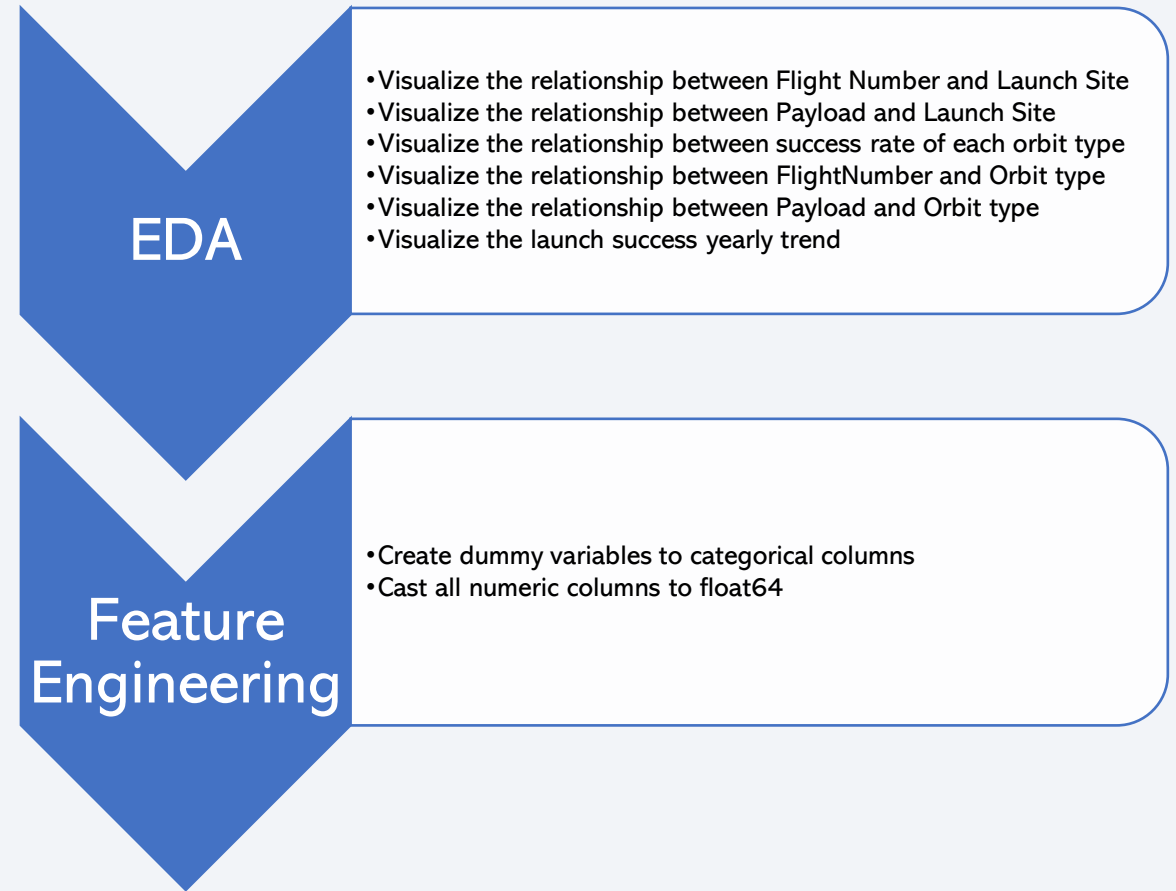 EDA
•Visualize the relationship between Flight Number and Launch Site
•Visualize the relationship between Payload and Launch Site
•Visualize the relationship between success rate of each orbit type
•Visualize the relationship between FlightNumber and Orbit type
•Visualize the relationship between Payload and Orbit type
•Visualize the launch success yearly trend
Feature
Engineering
•Create dummy variables to categorical columns
•Cast all numeric columns to float64